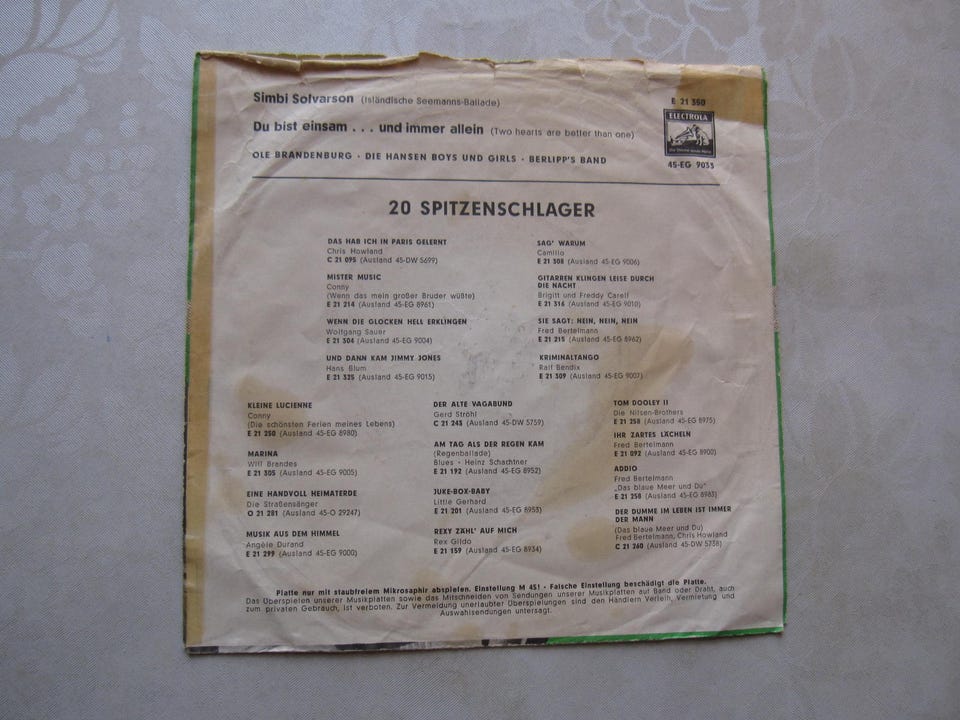 Simbi Solvarson (Isländische Seemanns-Ballade)
Du bist einsam . . . und immer allein (Two hearts are better than one)
OLE BRANDENBURG · DIE HANSEN BOYS UND GIRLS · BERLIPP'S BAND
E 21 350
ELECTROLA
45-EG 9033
20 SPITZENSCHLAGER
DAS HAB ICH IN PARIS GELERNT
Chris Howland
C 21 095 (Ausland 45-DW 5699)
MISTER MUSIC
Conny
(Wenn das mein großer Bruder wüßte)
E 21 214 (Ausland 45-EG 8961)
WENN DIE GLOCKEN HELL ERKLINGEN
Wolfgang Sauer
E 21 304 (Ausland 45-EG 9004)
UND DANN KAM JIMMY JONES
Hans Blum
E 21 325 (Ausland 45-EG 9015)
SAG' WARUM
Camillo
E 21 308 (Ausland 45-EG 9006)
GITARREN KLINGEN LEISE DURCH
DIE NACHT
Brigitt und Freddy Carelf
E 21 316 (Ausland 45-EG 9010)
SIE SAGT: NEIN, NEIN, NEIN
Fred Bertelmann
E 21 215 (Ausland 45-EG 8962)
KRIMINALTANGO
Ralf Bendix
E 21 309 (Ausland 45-EG 9007)
KLEINE LUCIENNE
Conny
(Die schönsten Ferien meines Lebens)
E 21 250 (Ausland 45-EG 8980)
MARINA
Will Brandes
E 21 305 (Ausland 45-EG 9005)
EINE HANDVOLL HEIMATERDE
Die Straßensänger
O 21 281 (Ausland 45-O 29247)
MUSIK AUS DEM HIMMEL
Angèle Durand
E 21 299 (Ausland 45-EG 9000)
DER ALTE VAGABUND
Gerd Ströhl
C 21 243 (Ausland 45-DW 5759)
AM TAG ALS DER REGEN KAM
(Regenballade)
Blues · Heinz Schachtner
E 21 192 (Ausland 45-EG 8952)
JUKE-BOX-BABY
Little Gerhard
E 21 201 (Ausland 45-EG 8953)
REXY ZÄHL' AUF MICH
Rex Gildo
E 21 159 (Ausland 45-EG 8934)
TOM DOOLEY II
Die Nilsen-Brothers
E 21 258 (Ausland 45-EG 8975)
IHR ZARTES LÄCHELN
Fred Bertelmann
E 21 092 (Ausland 45-EG 8900)
ADDIO
Fred Bertelmann
„Das blaue Meer und Du"
E 21 258 (Ausland 45-EG 8983)
DER DUMME IM LEBEN IST IMMER
DER MANN
(Das blaue Meer und Du)
Fred Bertelmann, Chris Howland
C 21 260 (Ausland 45-DW 5738)
Platte nur mit staubfreiem Mikrosaphir abspielen. Einstellung M 45! · Falsche Einstellung beschädigt die Platte.
Das Überspielen unserer Musikplatten sowie das Mitschneiden von Sendungen unserer Musikplatten auf Band oder Draht, auch
zum privaten Gebrauch, ist verboten. Zur Vermeidung unerlaubter Überspielungen sind den Händlern Verleih, Vermietung und
Auswahlsendungen untersagt.